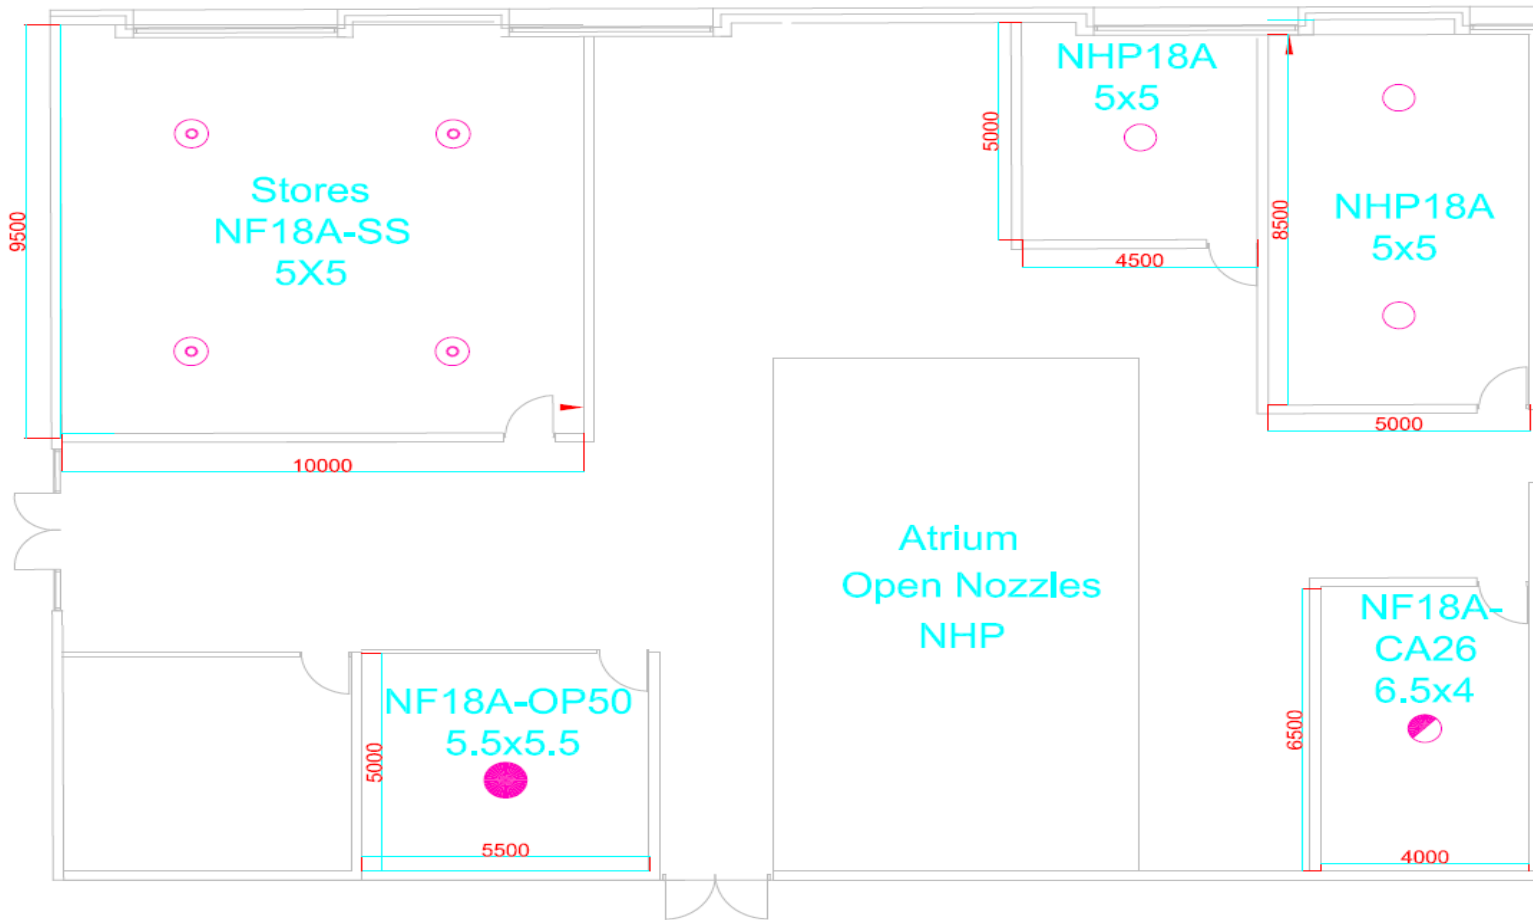 NHP18A
5x5
5000
4500
Stores
NF18A-SS
5X5
9500
10000
8500
NHP18A
5x5
5000
Atrium
Open Nozzles
NHP
NF18A-
CA26
6.5x4
6500
4000
NF18A-OP50
5.5x5.5
5000
5500